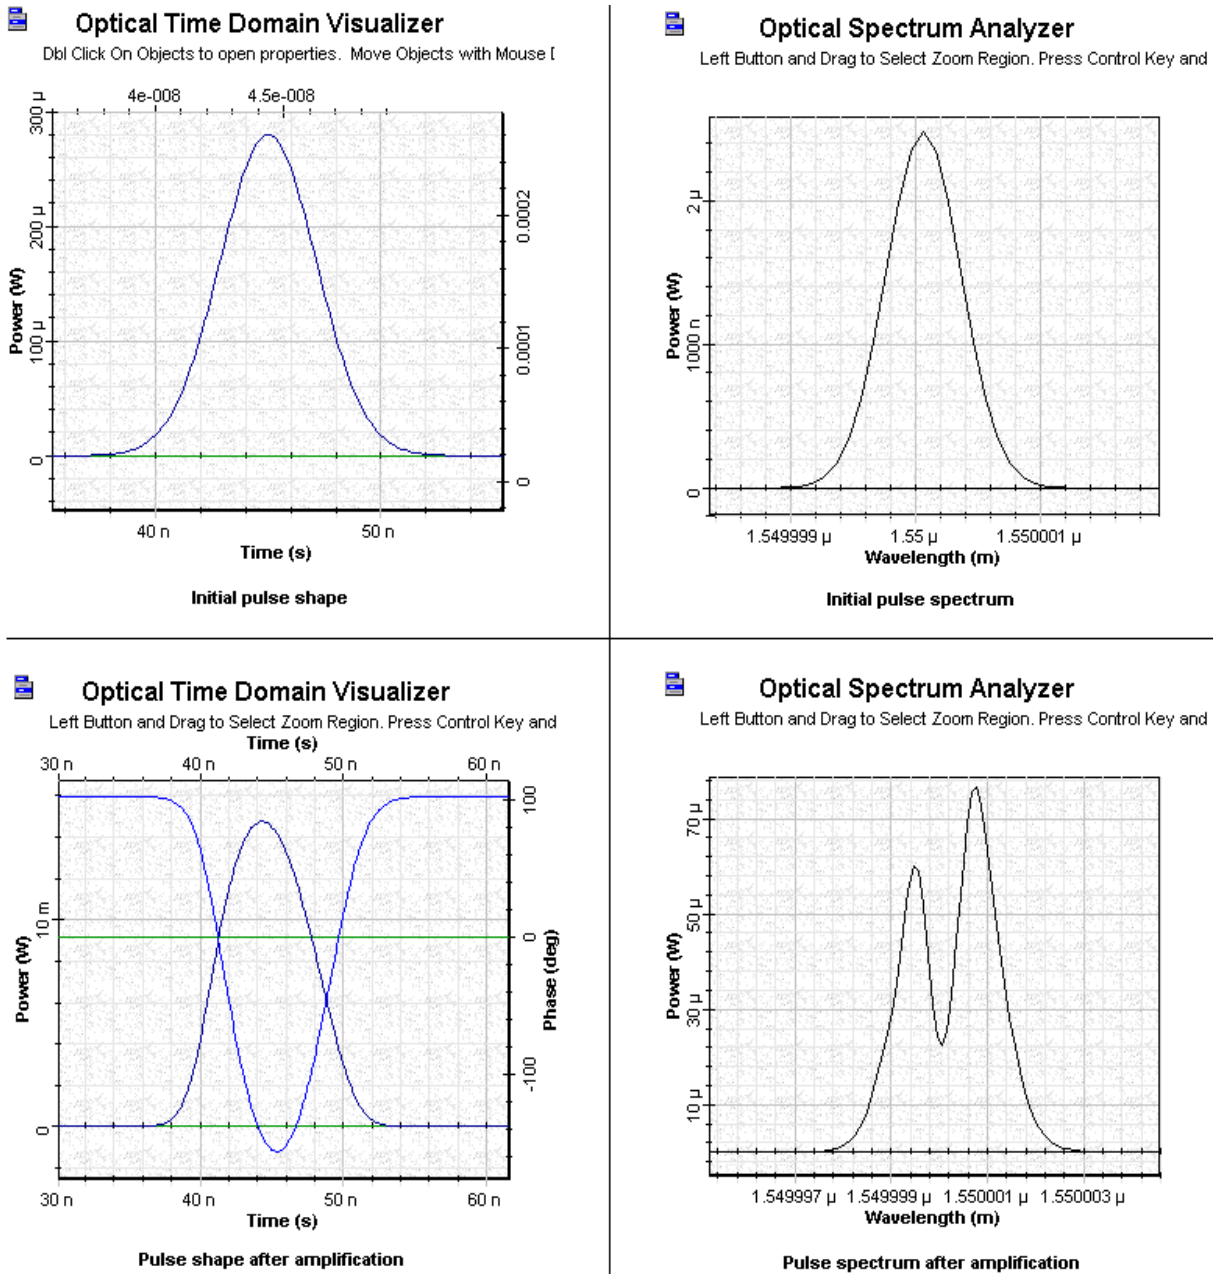 Optical Time Domain Visualizer
Dbl Click On Objects to open properties. Move Objects with Mouse D
4e-008 4.5e-008
300 µ
200 µ
100 µ
0
Power (W)
0.0002
0.0001
0
40 n 50 n
Time (s)
Initial pulse shape
Optical Spectrum Analyzer
Left Button and Drag to Select Zoom Region. Press Control Key and
2 µ
1000 n
0
Power (W)
1.549999 µ 1.55 µ 1.550001 µ
Wavelength (m)
Initial pulse spectrum
Optical Time Domain Visualizer
Left Button and Drag to Select Zoom Region. Press Control Key and
Time (s)
30 n 40 n 50 n 60 n
10 m
0
Power (W)
100
0
-100
Phase (deg)
30 n 40 n 50 n 60 n
Time (s)
Pulse shape after amplification
Optical Spectrum Analyzer
Left Button and Drag to Select Zoom Region. Press Control Key and
70 µ
50 µ
30 µ
10 µ
Power (W)
1.549997 µ 1.549999 µ 1.550001 µ 1.550003 µ
Wavelength (m)
Pulse spectrum after amplification